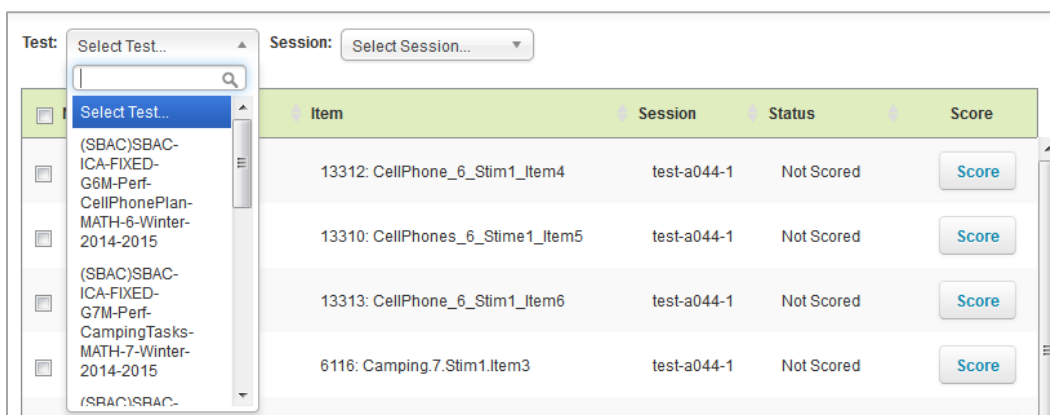 Test: Select Test... Session: Select Session...
Select Test...
Item Session Status Score
(SBAC)SBAC-
ICA-FIXED-
G6M-Perf-
CellPhonePlan-
MATH-6-Winter-
2014-2015
13312: CellPhone_6_Stim1_Item4 test-a044-1 Not Scored Score
13310: CellPhones_6_Stime1_Item5 test-a044-1 Not Scored Score
(SBAC)SBAC-
ICA-FIXED-
G7M-Perf-
CampingTasks-
MATH-7-Winter-
2014-2015
13313: CellPhone_6_Stim1_Item6 test-a044-1 Not Scored Score
6116: Camping.7.Stim1.Item3 test-a044-1 Not Scored Score
(SBAC)SBAC-